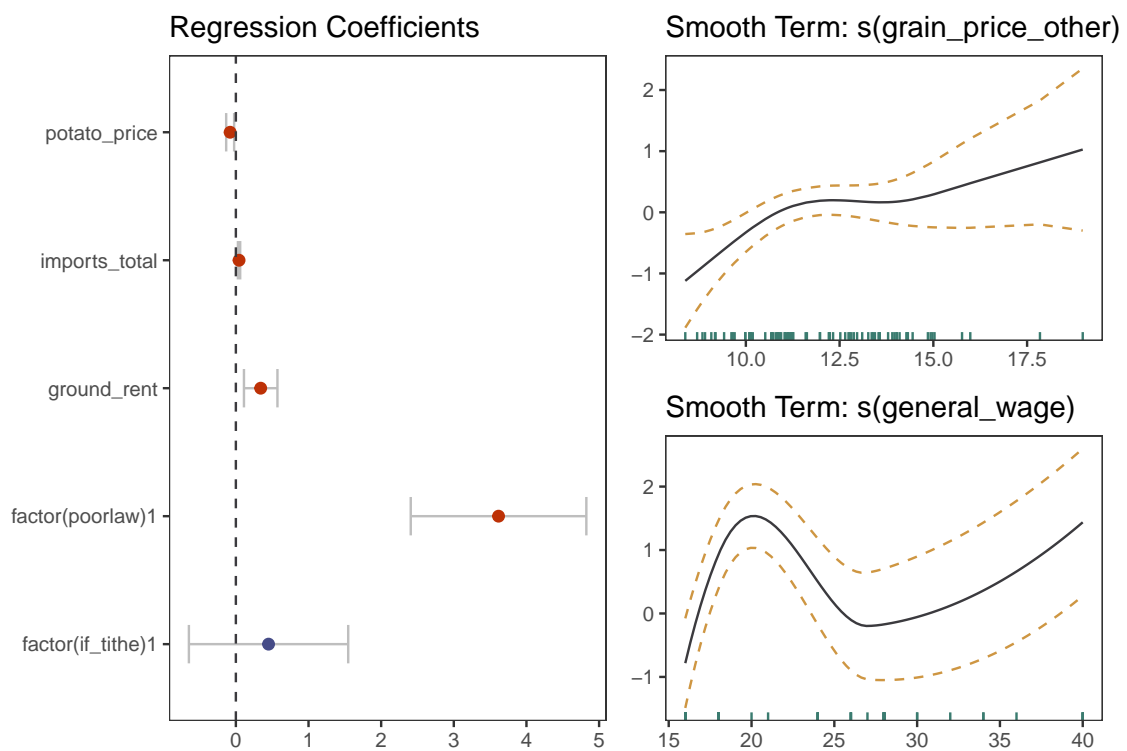 Regression Coefficients
potato_price
imports_total
ground_rent
factor(poorlaw)1
factor(if_tithe)1
0 1 2 3 4 5
Smooth Term: s(grain_price_other)
2
1
0
−1
−2
10.0 12.5 15.0 17.5
Smooth Term: s(general_wage)
2
1
0
−1
15 20 25 30 35 40